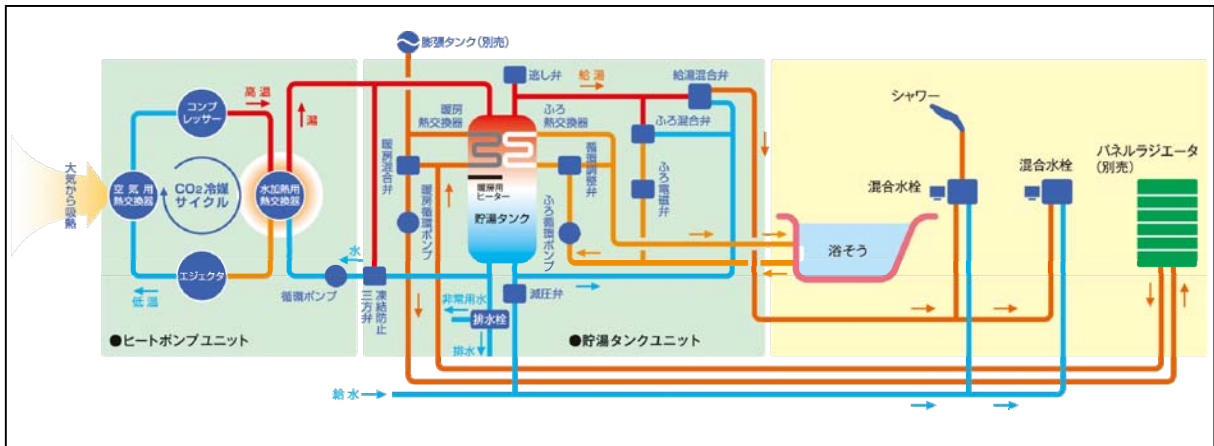 膨張タンク(別売)
コンプ
レッサー
高温
湯
大気から吸熱
空気用
熱交換器
CO2冷媒
サイクル
水加熱用
熱交換器
エジェクタ
低温
●ヒートポンプユニット
循環ポンプ
水
凍結防止
三方弁
暖房混合弁
暖房循環ポンプ
暖房
熱交換器
逃し弁
給湯
ふろ
熱交換器
暖房用
ヒーター
貯湯タンク
循環調整弁
ふろ循環ポンプ
給湯混合弁
ふろ混合弁
ふろ電磁弁
非常用水
排水栓
排水
減圧弁
●貯湯タンクユニット
給水
シャワー
混合水栓
混合水栓
浴そう
パネルラジエータ
(別売)